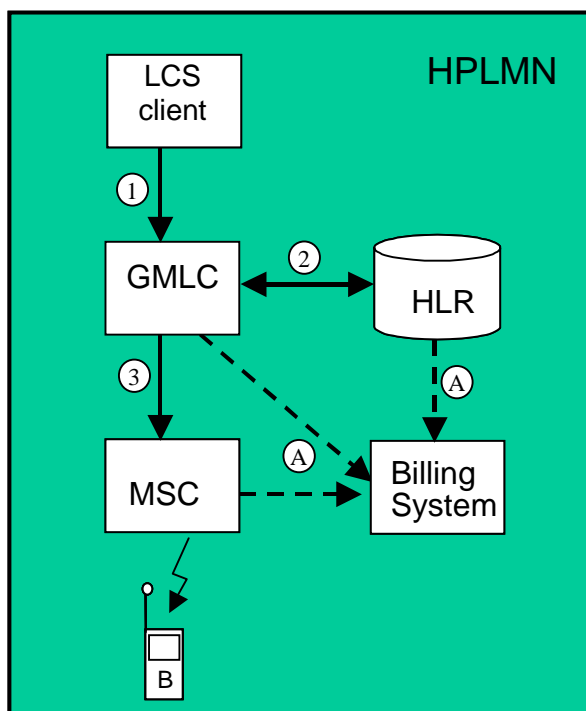 LCS
client
HPLMN
1
GMLC
2
HLR
3
A
A
MSC
Billing
System
B